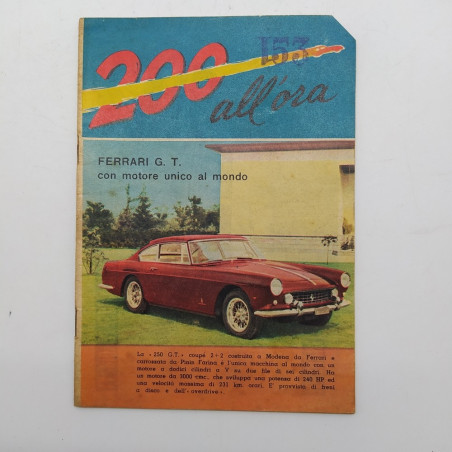 153
200
all'ora
FERRARI G. T.
con motore unico al mondo
La « 250 G.T. » coupé 2+2 costruita a Modena da Ferrari e
carrozzata da Pinin Farina è l'unica macchina al mondo con un
motore a dodici cilindri a V su due file di sei cilindri. Ha
un motore da 3000 cmc. che sviluppa una potenza di 240 HP ed
una velocità massima di 231 kgm. orari. E' provvista di freni
a disco e dell'« overdrive ».